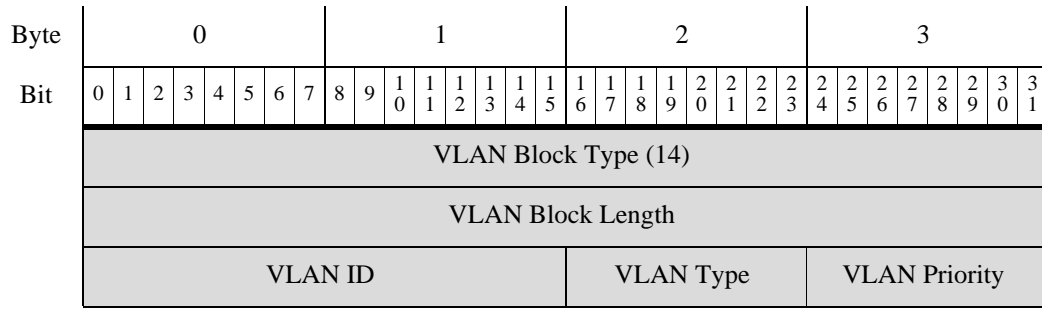 Byte 0 1 2 3
Bit 0 1 2 3 4 5 6 7 8 9 10 11 12 13 14 15 16 17 18 19 20 21 22 23 24 25 26 27 28 29 30 31
VLAN Block Type (14)
VLAN Block Length
VLAN ID VLAN Type VLAN Priority